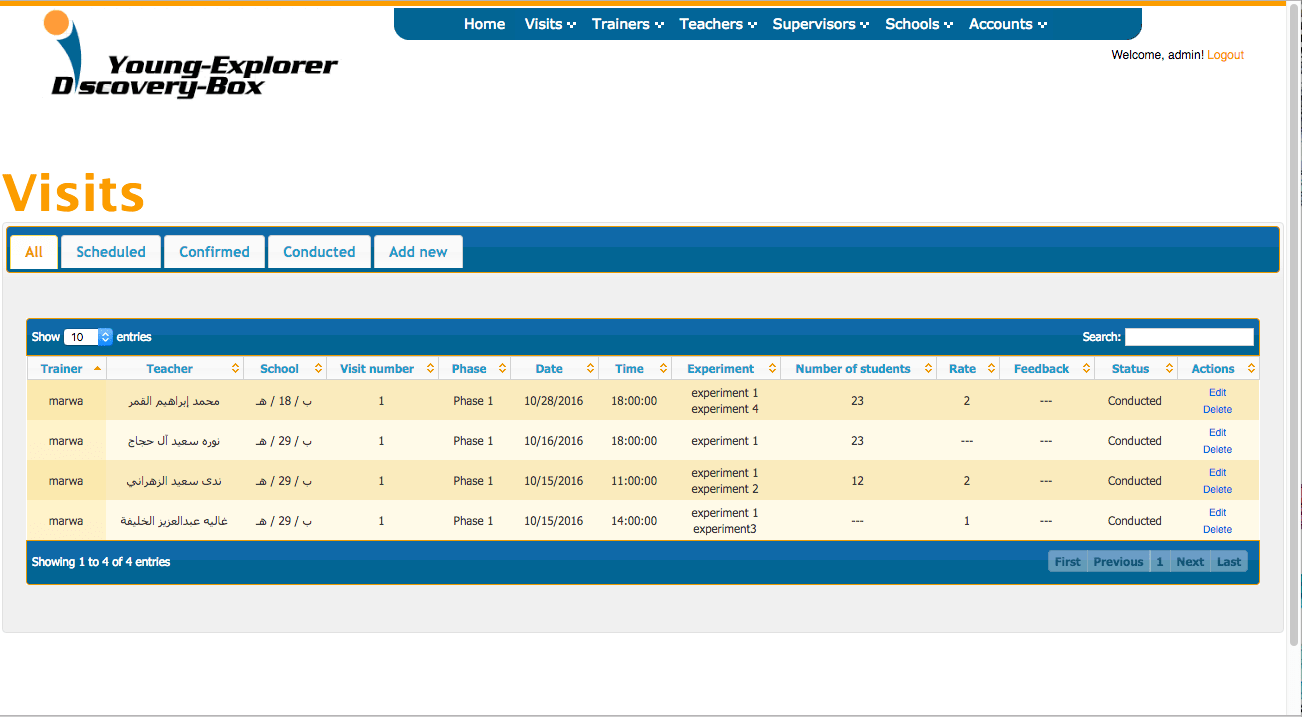 Home Visits Trainers Teachers Supervisors Schools Accounts
Welcome, admin! Logout
Young-Explorer
Discovery-Box
Visits
All Scheduled Confirmed Conducted Add new
Show 10 entries Search:
Trainer Teacher School Visit number Phase Date Time Experiment Number of students Rate Feedback Status Actions
marwa محمد إبراهيم القمر ب / 18 / هـ 1 Phase 1 10/28/2016 18:00:00 experiment 1 23 2 --- Conducted Edit
experiment 4 Delete
marwa نوره سعيد آل حجاج ب / 29 / هـ 1 Phase 1 10/16/2016 18:00:00 experiment 1 23 --- --- Conducted Edit
Delete
marwa ندى سعيد الزهراني ب / 29 / هـ 1 Phase 1 10/15/2016 11:00:00 experiment 1 12 2 --- Conducted Edit
experiment 2 Delete
marwa غاليه عبدالعزيز الخليفة ب / 29 / هـ 1 Phase 1 10/15/2016 14:00:00 experiment 1 --- 1 --- Conducted Edit
experiment3 Delete
Showing 1 to 4 of 4 entries First Previous 1 Next Last